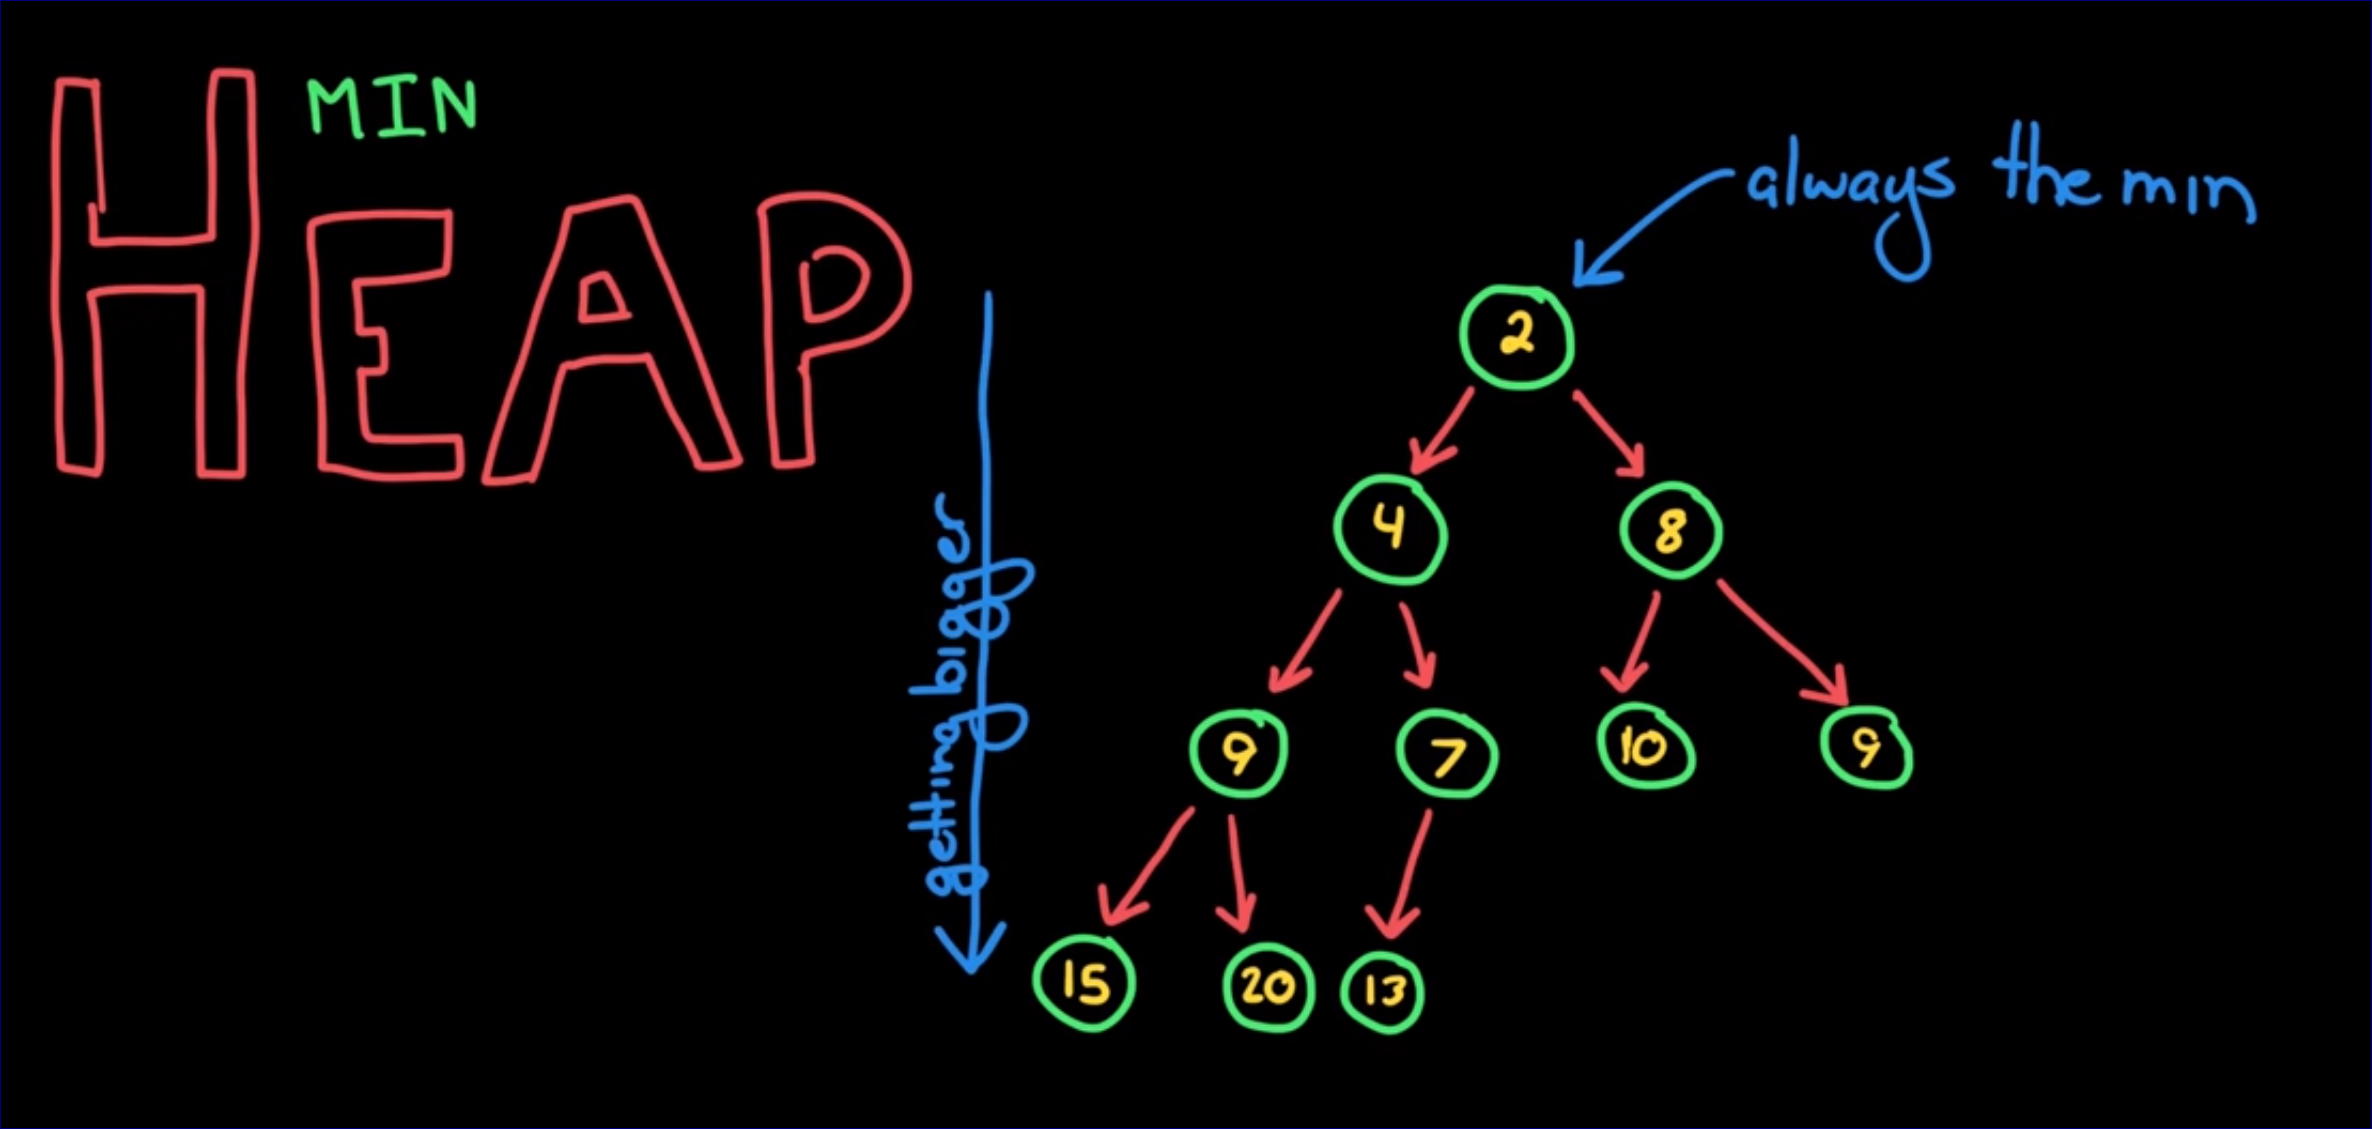 MIN
HEAP
always the min
getting bigger
2
4 8
9 7 10 9
15 20 13